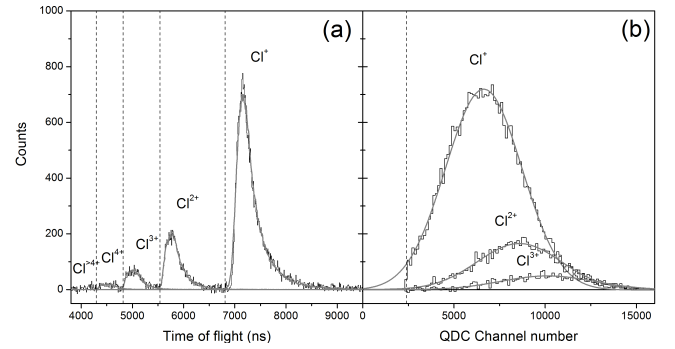 1000
800
600
400
200
0
Counts
(a)
Cl⁺
Cl²⁺
Cl³⁺
Cl⁴⁺
Cl^>4+
4000 5000 6000 7000 8000 9000
Time of flight (ns)
(b)
Cl⁺
Cl²⁺
Cl³⁺
0 5000 10000 15000
QDC Channel number